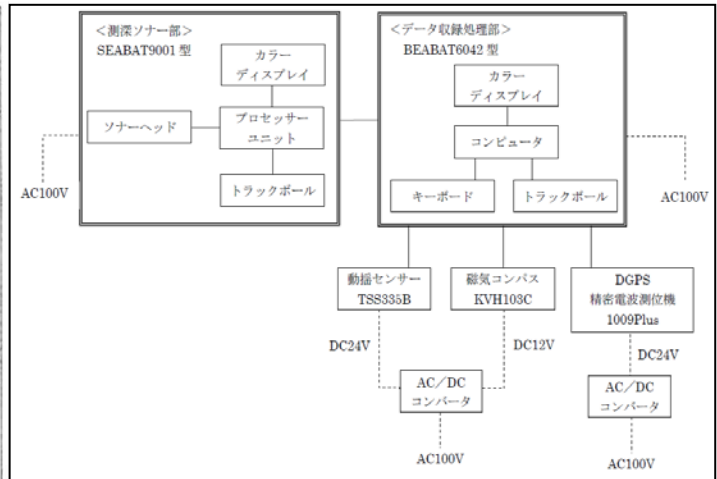 ＜測深ソナー部＞
SEABAT9001 型
カラー
ディスプレイ
ソナーヘッド
プロセッサー
ユニット
トラックボール
AC100V
＜データ収録処理部＞
BEABAT6042 型
カラー
ディスプレイ
コンピュータ
キーボード
トラックボール
AC100V
動揺センサー
TSS335B
磁気コンパス
KVH103C
DGPS
精密電波測位機
1009Plus
DC24V
DC12V
DC24V
AC／DC
コンバータ
AC／DC
コンバータ
AC100V
AC100V